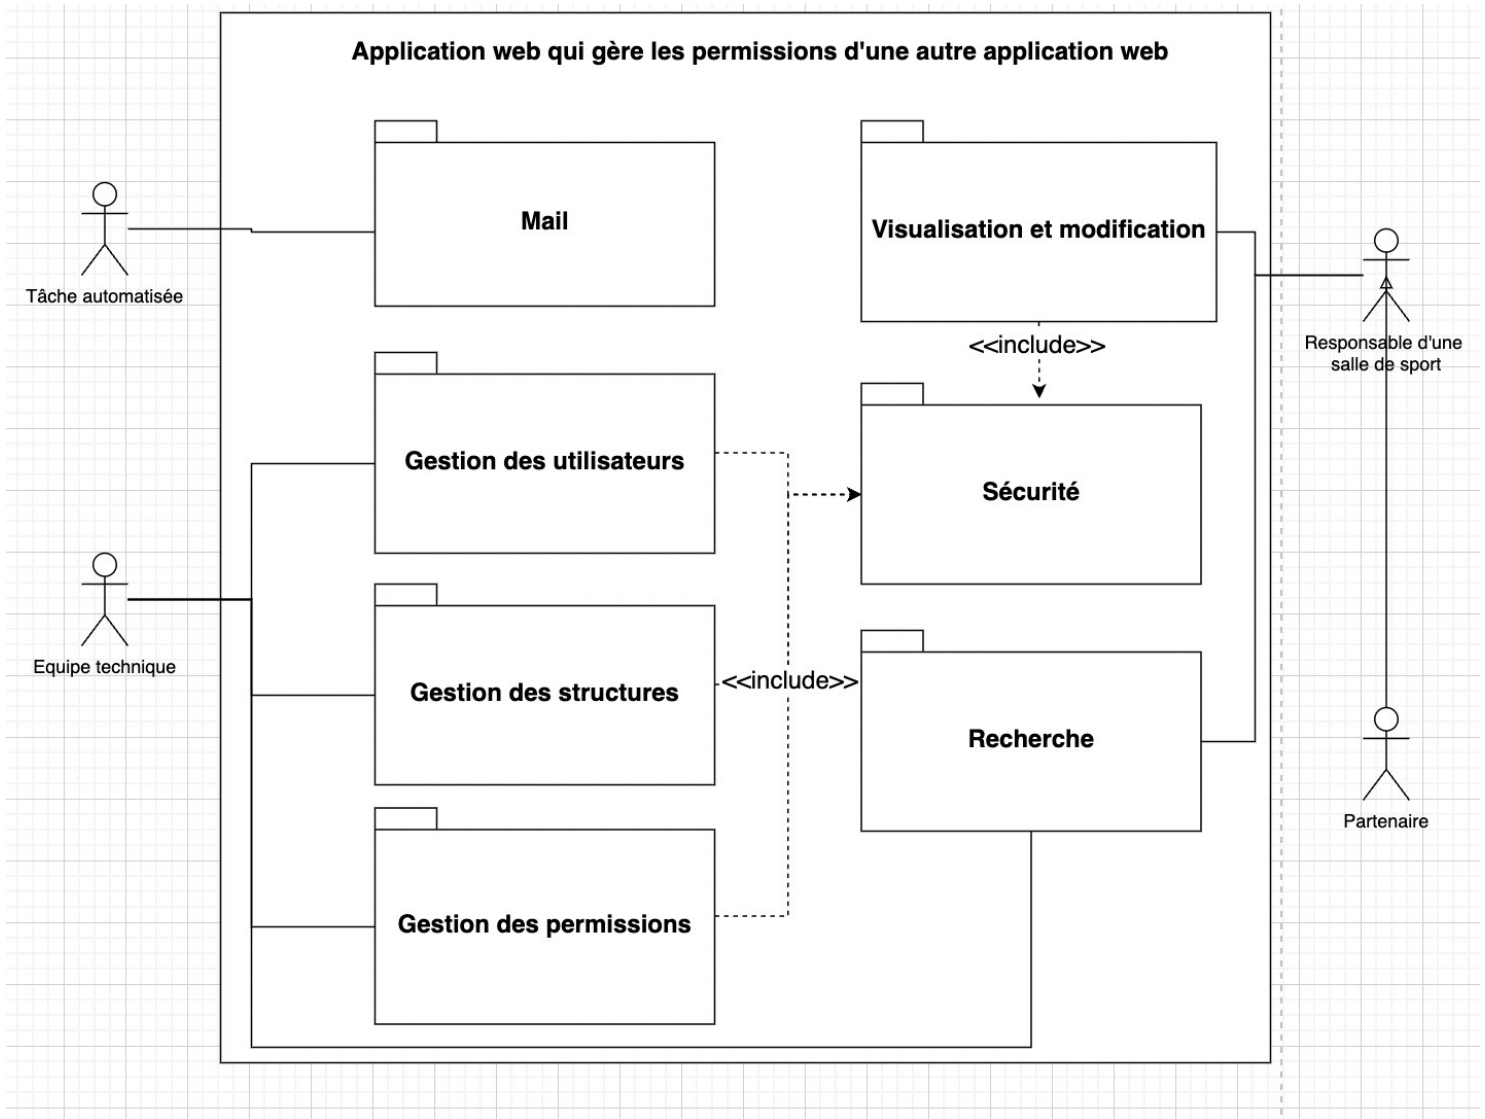 Application web qui gère les permissions d'une autre application web
Mail
Visualisation et modification
Tâche automatisée
<<include>>
Responsable d'une
salle de sport
Gestion des utilisateurs
Sécurité
Equipe technique
Gestion des structures
<<include>>
Recherche
Partenaire
Gestion des permissions